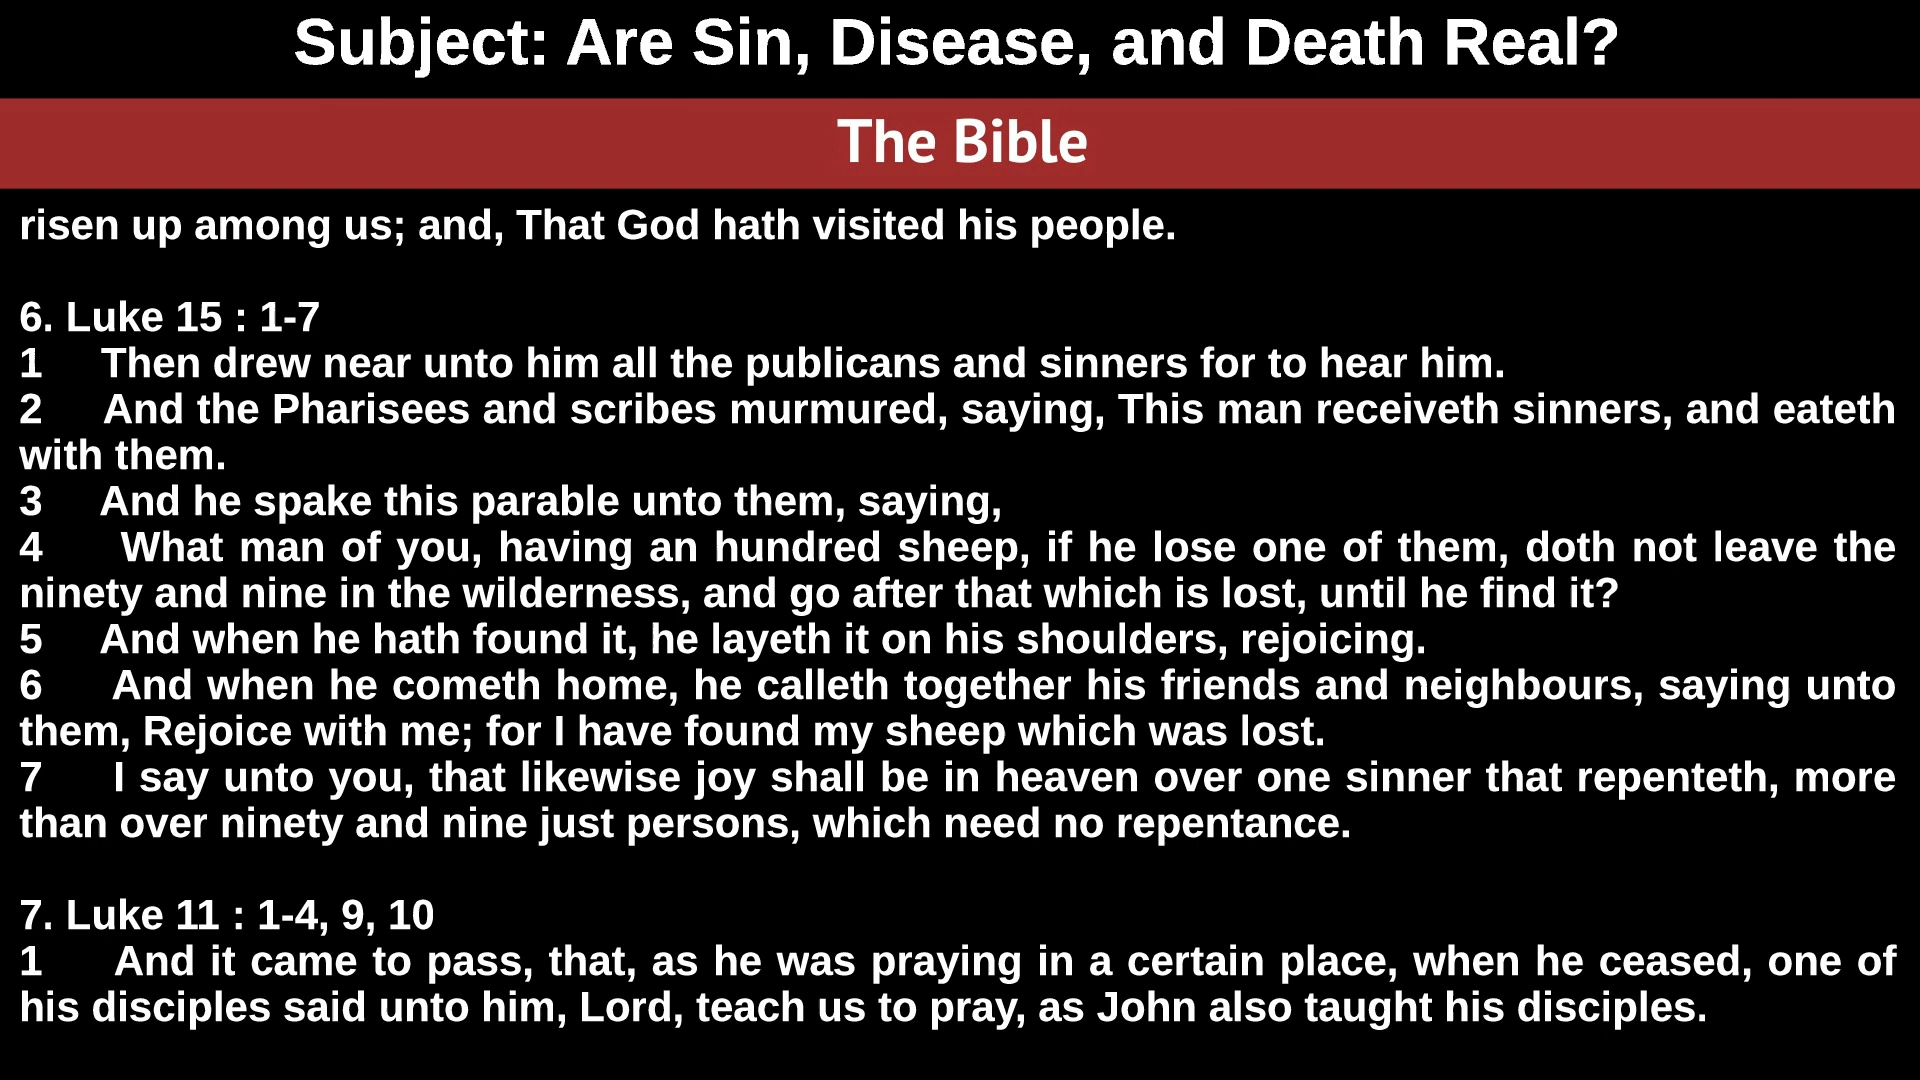 Subject: Are Sin, Disease, and Death Real?
The Bible
risen up among us; and, That God hath visited his people.
6. Luke 15 : 1-7
1 Then drew near unto him all the publicans and sinners for to hear him.
2 And the Pharisees and scribes murmured, saying, This man receiveth sinners, and eateth
with them.
3 And he spake this parable unto them, saying,
4 What man of you, having an hundred sheep, if he lose one of them, doth not leave the
ninety and nine in the wilderness, and go after that which is lost, until he find it?
5 And when he hath found it, he layeth it on his shoulders, rejoicing.
6 And when he cometh home, he calleth together his friends and neighbours, saying unto
them, Rejoice with me; for I have found my sheep which was lost.
7 I say unto you, that likewise joy shall be in heaven over one sinner that repenteth, more
than over ninety and nine just persons, which need no repentance.
7. Luke 11 : 1-4, 9, 10
1 And it came to pass, that, as he was praying in a certain place, when he ceased, one of
his disciples said unto him, Lord, teach us to pray, as John also taught his disciples.